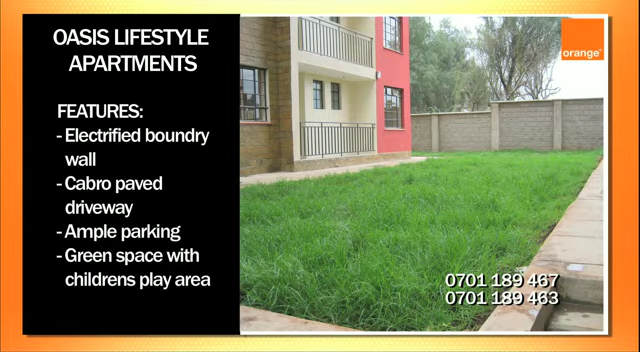 OASIS LIFESTYLE
APARTMENTS
FEATURES:
- Electrified boundry
wall
- Cabro paved
driveway
- Ample parking
- Green space with
childrens play area
orange™
0701 189 467
0701 189 463